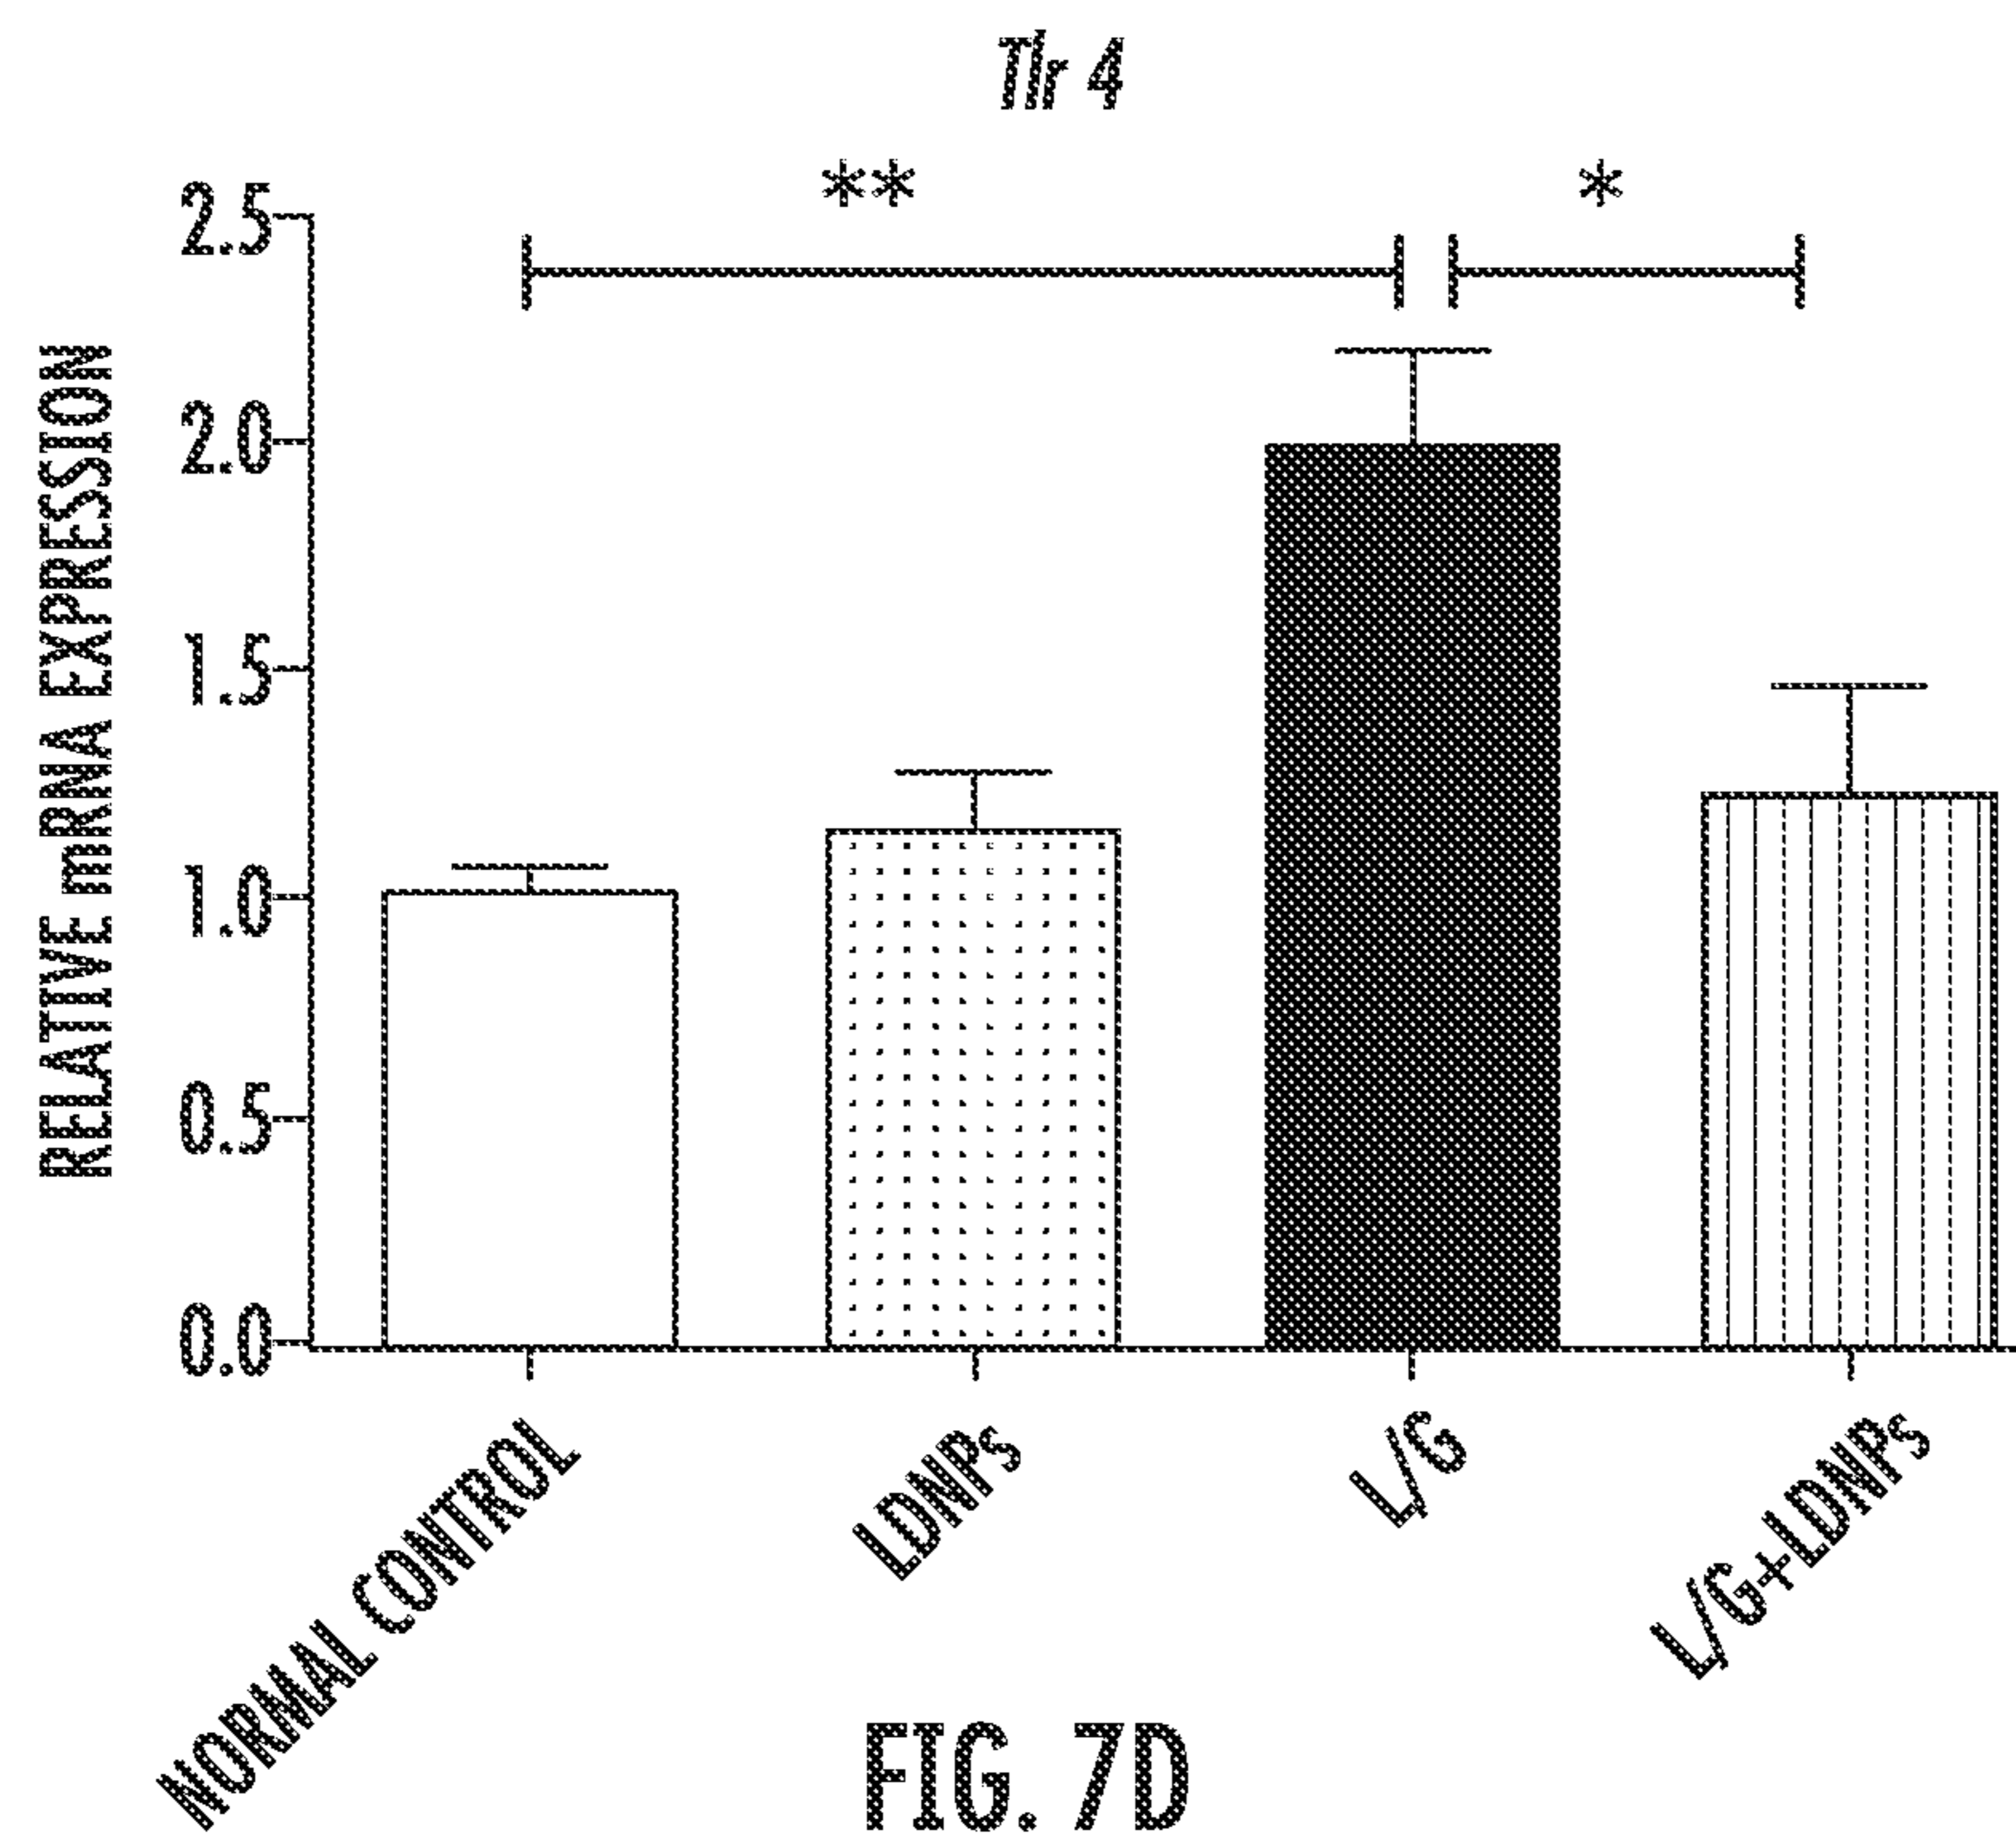 Tlr 4
** *
RELATIVE mRNA EXPRESSION
2.5
2.0
1.5
1.0
0.5
0.0
NORMAL CONTROL
LDNPs
L/G
L/G+LDNPs
FIG. 7D